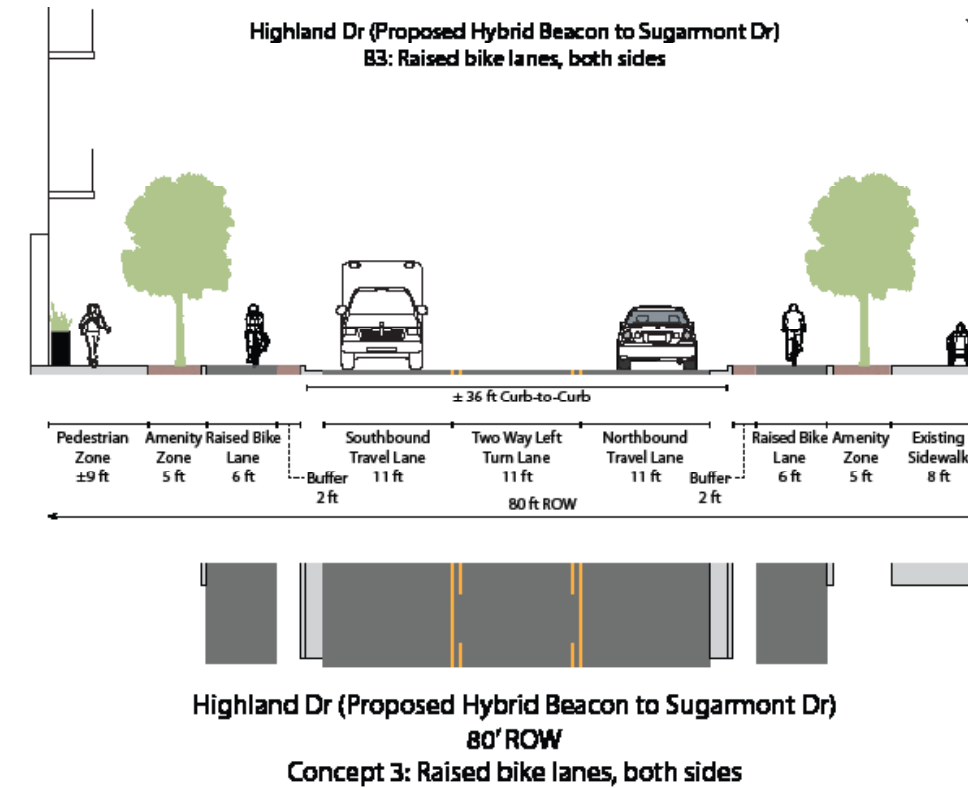 Highland Dr (Proposed Hybrid Beacon to Sugarmont Dr)
B3: Raised bike lanes, both sides
± 36 ft Curb-to-Curb
Pedestrian
Zone
±9 ft
Amenity
Zone
5 ft
Raised Bike
Lane
6 ft
Buffer
2 ft
Southbound
Travel Lane
11 ft
Two Way Left
Turn Lane
11 ft
Northbound
Travel Lane
11 ft
Buffer
2 ft
Raised Bike
Lane
6 ft
Amenity
Zone
5 ft
Existing
Sidewalk
8 ft
80 ft ROW
Highland Dr (Proposed Hybrid Beacon to Sugarmont Dr)
80' ROW
Concept 3: Raised bike lanes, both sides